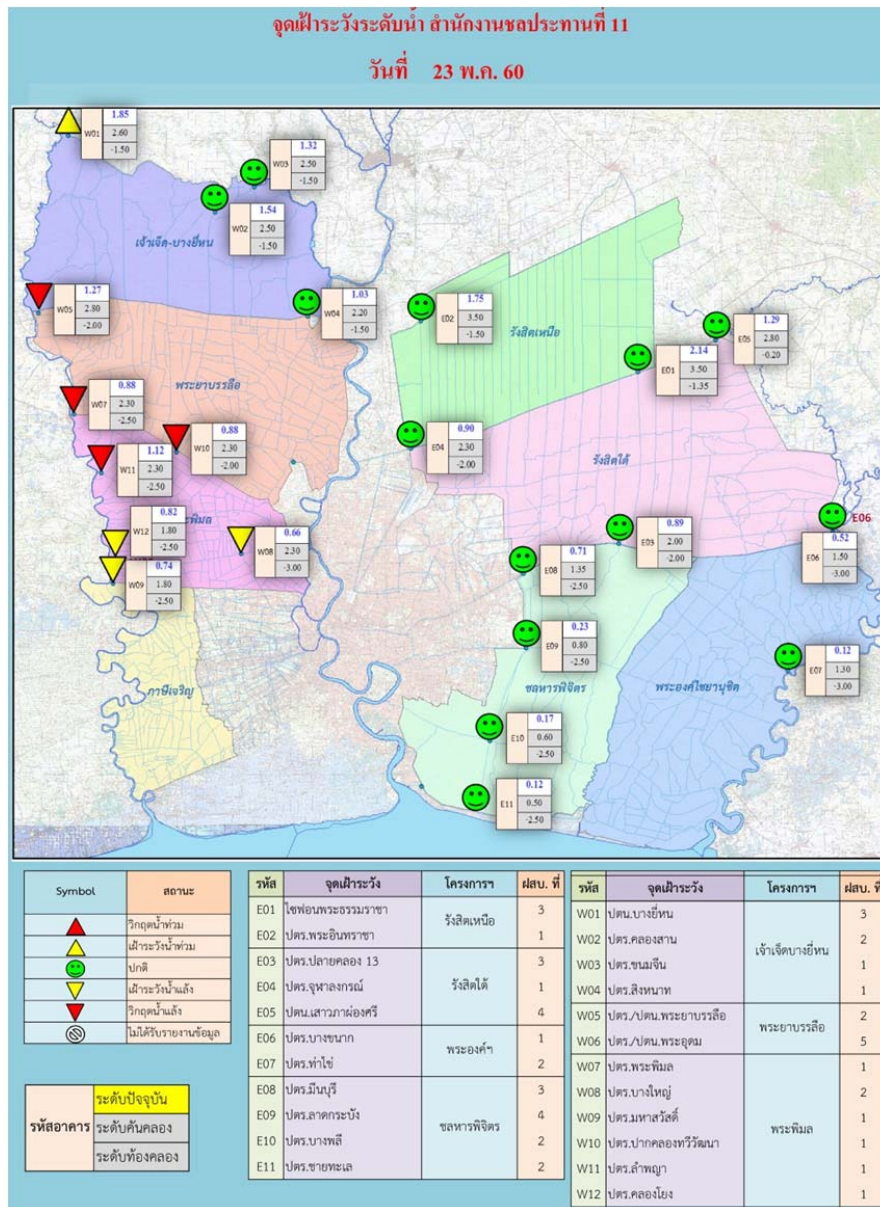 จุดเฝ้าระวังระดับน้ำ สำนักงานชลประทานที่ 11
วันที่ 23 พ.ค. 60
W01 1.85 2.60 -1.50
W03 1.32 2.50 -1.50
W02 1.54 2.50 -1.50
เจ้าเจ็ด-บางยี่หน
W05 1.27 2.80 -2.00
W04 1.03 2.20 -1.50
E02 1.75 3.50 -1.50
รังสิตเหนือ
E05 1.29 2.80 -0.20
E01 2.14 3.50 -1.35
พระยาบรรลือ
W07 0.88 2.30 -2.50
W10 0.88 2.30 -2.00
E04 0.90 2.30 -2.00
รังสิตใต้
W11 1.12 2.30 -2.50
W12 0.82 1.80 -2.50
W08 0.66 2.30 -3.00
E03 0.89 2.00 -2.00
E06
E06 0.52 1.50 -3.00
W09 0.74 1.80 -2.50
E08 0.71 1.35 -2.50
E09 0.23 0.80 -2.50
E07 0.12 1.30 -3.00
ภาษีเจริญ
ชลหารพิจิตร
พระองค์ไชยานุชิต
E10 0.17 0.60 -2.50
E11 0.12 0.50 -2.50
Symbol สถานะ
วิกฤตน้ำท่วม
เฝ้าระวังน้ำท่วม
ปกติ
เฝ้าระวังน้ำแล้ง
วิกฤตน้ำแล้ง
ไม่ได้รับรายงานข้อมูล
รหัสอาคาร
ระดับปัจจุบัน
ระดับคันคลอง
ระดับท้องคลอง
รหัส จุดเฝ้าระวัง โครงการฯ ฝสบ. ที่
E01 ไซฟ่อนพระธรรมราชา รังสิตเหนือ 3
E02 ปตร.พระอินทราชา 1
E03 ปตร.ปลายคลอง 13 รังสิตใต้ 3
E04 ปตร.จุฬาลงกรณ์ 1
E05 ปตน.เสาวภาผ่องศรี 4
E06 ปตร.บางขนาก พระองค์ฯ 1
E07 ปตร.ท่าไข่ 2
E08 ปตร.มีนบุรี ชลหารพิจิตร 3
E09 ปตร.ลาดกระบัง 4
E10 ปตร.บางพลี 2
E11 ปตร.ชายทะเล 2
รหัส จุดเฝ้าระวัง โครงการฯ ฝสบ. ที่
W01 ปตน.บางยี่หน เจ้าเจ็ดบางยี่หน 3
W02 ปตร.คลองสาน 2
W03 ปตร.ขนมจีน 1
W04 ปตร.สิงหนาท 1
W05 ปตร./ปตน.พระยาบรรลือ พระยาบรรลือ 2
W06 ปตร./ปตน.พระอุดม 5
W07 ปตร.พระพิมล พระพิมล 1
W08 ปตร.บางใหญ่ 2
W09 ปตร.มหาสวัสดิ์ 1
W10 ปตร.ปากคลองทวีวัฒนา 1
W11 ปตร.ลำพญา 1
W12 ปตร.คลองโยง 1